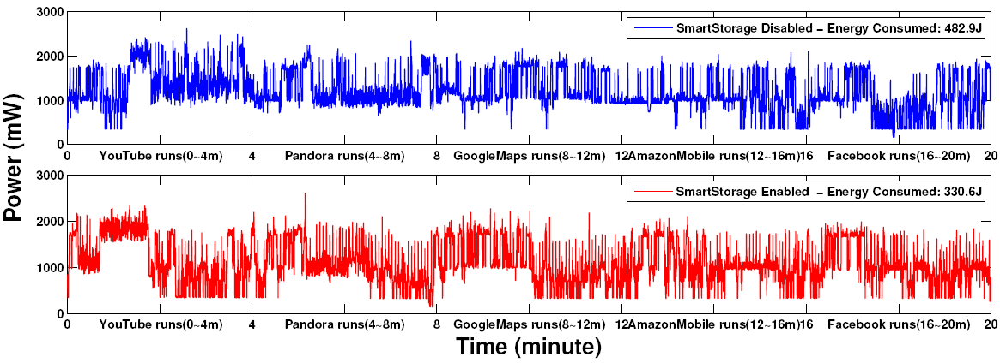 Power (mW)
3000
2000
1000
0
SmartStorage Disabled − Energy Consumed: 482.9J
0 YouTube runs(0~4m) 4 Pandora runs(4~8m) 8 GoogleMaps runs(8~12m) 12AmazonMobile runs(12~16m)16 Facebook runs(16~20m) 20
3000
2000
1000
0
SmartStorage Enabled − Energy Consumed: 330.6J
0 YouTube runs(0~4m) 4 Pandora runs(4~8m) 8 GoogleMaps runs(8~12m) 12AmazonMobile runs(12~16m)16 Facebook runs(16~20m) 20
Time (minute)